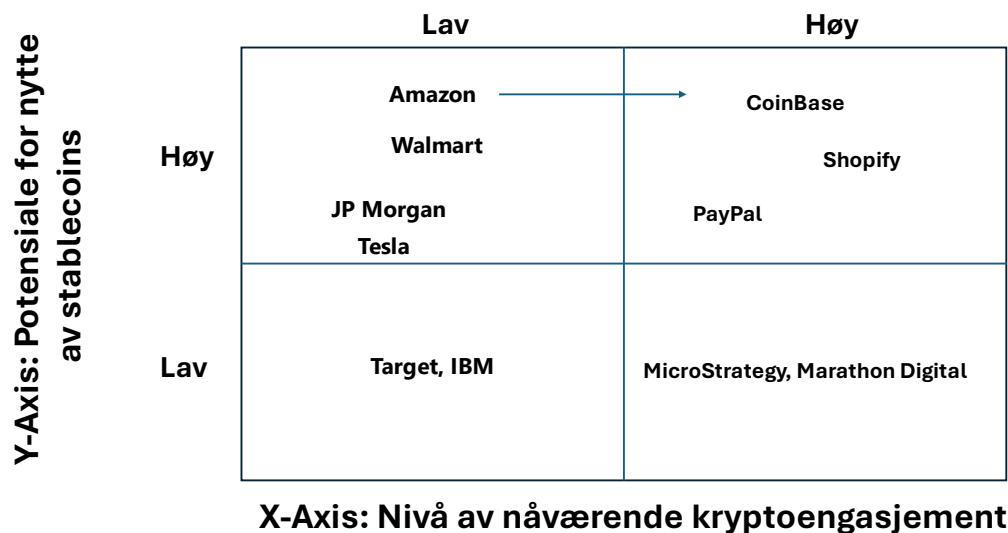 Lav
Høy
Y-Axis: Potensiale for nytte
av stablecoins
Høy
Amazon
CoinBase
Walmart
Shopify
JP Morgan
PayPal
Tesla
Lav
Target, IBM
MicroStrategy, Marathon Digital
X-Axis: Nivå av nåværende kryptoengasjement